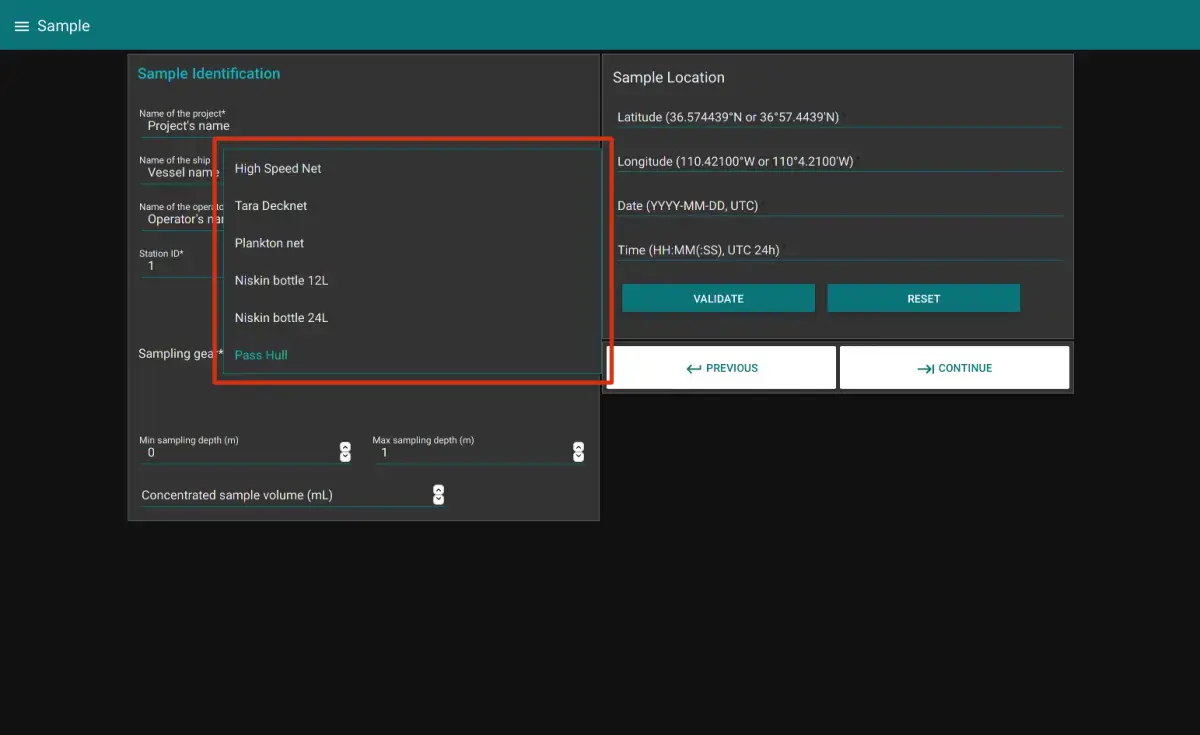 Sample
Sample Identification
Name of the project*
Project's name
Name of the ship
Vessel name
Name of the
Operator's
Station ID*
1
Sampling gear*
High Speed Net
Tara Decknet
Plankton net
Niskin bottle 12L
Niskin bottle 24L
Pass Hull
Min sampling depth (m)
0
Max sampling depth (m)
1
Concentrated sample volume (mL)
Sample Location
Latitude (36.574439°N or 36°57.4439'N)
Longitude (110.42100°W or 110°4.2100'W)
Date (YYYY-MM-DD, UTC)
Time (HH:MM(:SS), UTC 24h)
VALIDATE
RESET
PREVIOUS
CONTINUE